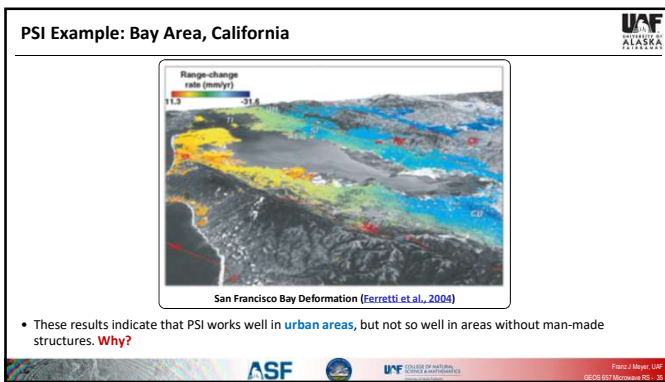 PSI Example: Bay Area, California
UAF
UNIVERSITY OF
ALASKA
FAIRBANKS
Range-change
rate (mm/yr)
11.3 -31.6
San Francisco Bay Deformation (Ferretti et al., 2004)
• These results indicate that PSI works well in urban areas, but not so well in areas without man-made
structures. Why?
ASF
UAF COLLEGE OF NATURAL
SCIENCE & MATHEMATICS
Franz J Meyer, UAF
GEOS 657 Microwave RS - 35